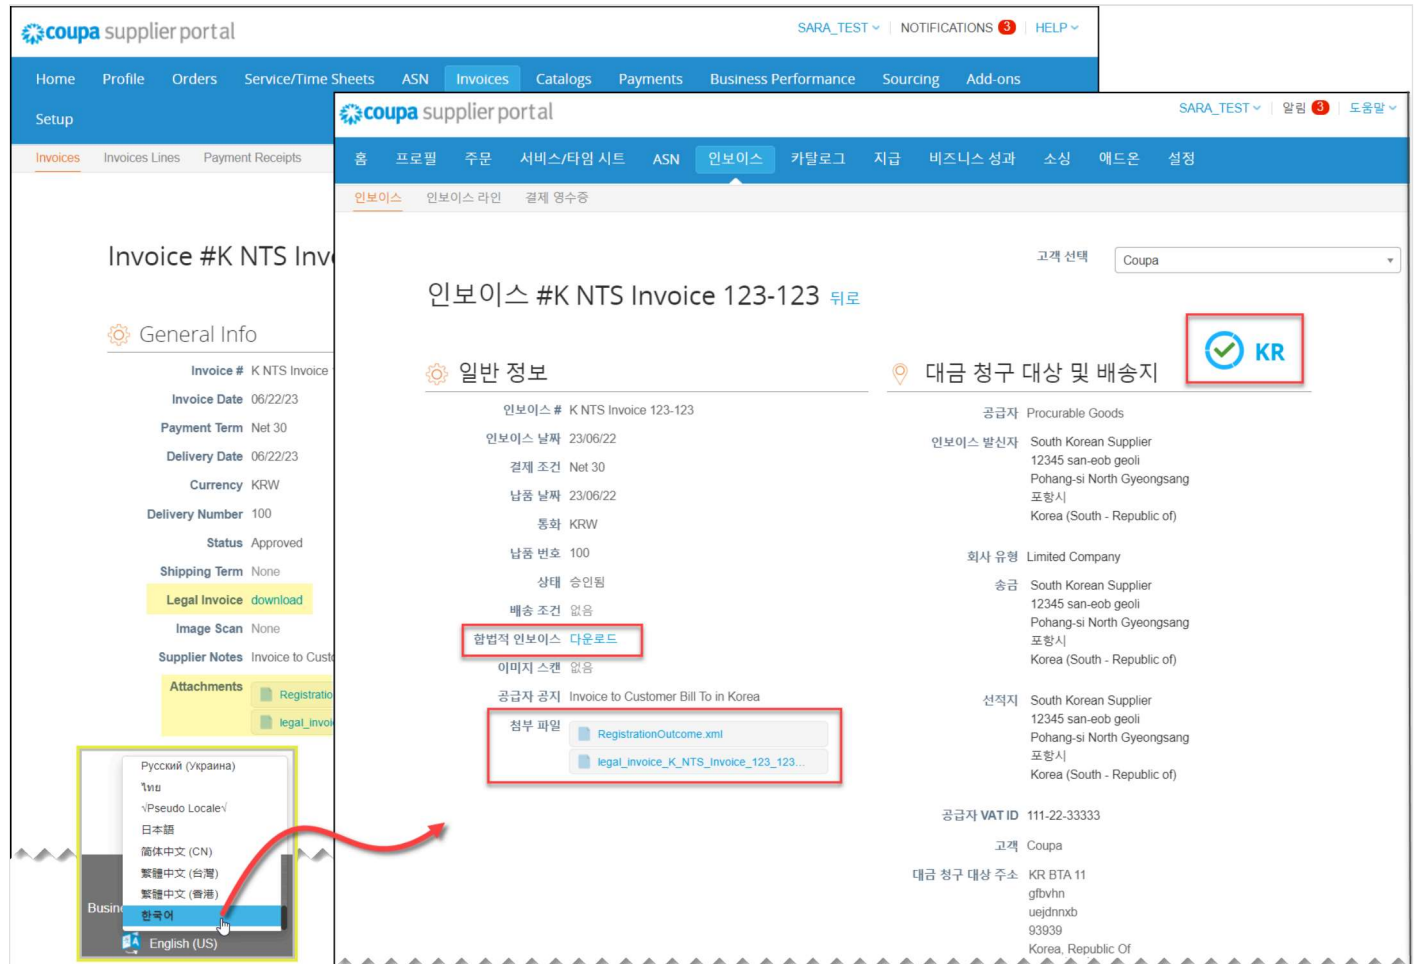 coupa supplier portal
SARA_TEST
NOTIFICATIONS 3
HELP
Home Profile Orders Service/Time Sheets ASN Invoices Catalogs Payments Business Performance Sourcing Add-ons
Setup
Invoices Invoices Lines Payment Receipts
Invoice #K NTS
General Info
Invoice # K NTS Invoice
Invoice Date 06/22/23
Payment Term Net 30
Delivery Date 06/22/23
Currency KRW
Delivery Number 100
Status Approved
Shipping Term None
Legal Invoice download
Image Scan None
Supplier Notes Invoice to
Attachments
Русский (Украина)
ไทย
√Pseudo Locale√
日本語
简体中文 (CN)
繁體中文 (台灣)
繁體中文 (香港)
한국어
English (US)
coupa supplier portal
SARA_TEST 알림 3 도움말
홈 프로필 주문 서비스/타임 시트 ASN 인보이스 카탈로그 지급 비즈니스 성과 소싱 애드온 설정
인보이스 인보이스 라인 결제 영수증
고객 선택 Coupa
인보이스 #K NTS Invoice 123-123 뒤로
KR
일반 정보
인보이스 # K NTS Invoice 123-123
인보이스 날짜 23/06/22
결제 조건 Net 30
납품 날짜 23/06/22
통화 KRW
납품 번호 100
상태 승인됨
배송 조건 없음
합법적 인보이스 다운로드
이미지 스캔 없음
공급자 공지 Invoice to Customer Bill To in Korea
첨부 파일
RegistrationOutcome.xml
legal_invoice_K_NTS_Invoice_123_123...
대금 청구 대상 및 배송지
공급자 Procurable Goods
인보이스 발신자 South Korean Supplier
12345 san-eob geoli
Pohang-si North Gyeongsang
포항시
Korea (South - Republic of)
회사 유형 Limited Company
송금 South Korean Supplier
12345 san-eob geoli
Pohang-si North Gyeongsang
포항시
Korea (South - Republic of)
선적지 South Korean Supplier
12345 san-eob geoli
Pohang-si North Gyeongsang
포항시
Korea (South - Republic of)
공급자 VAT ID 111-22-33333
고객 Coupa
대금 청구 대상 주소 KR BTA 11
gfbvhn
uejdnnxb
93939
Korea, Republic Of